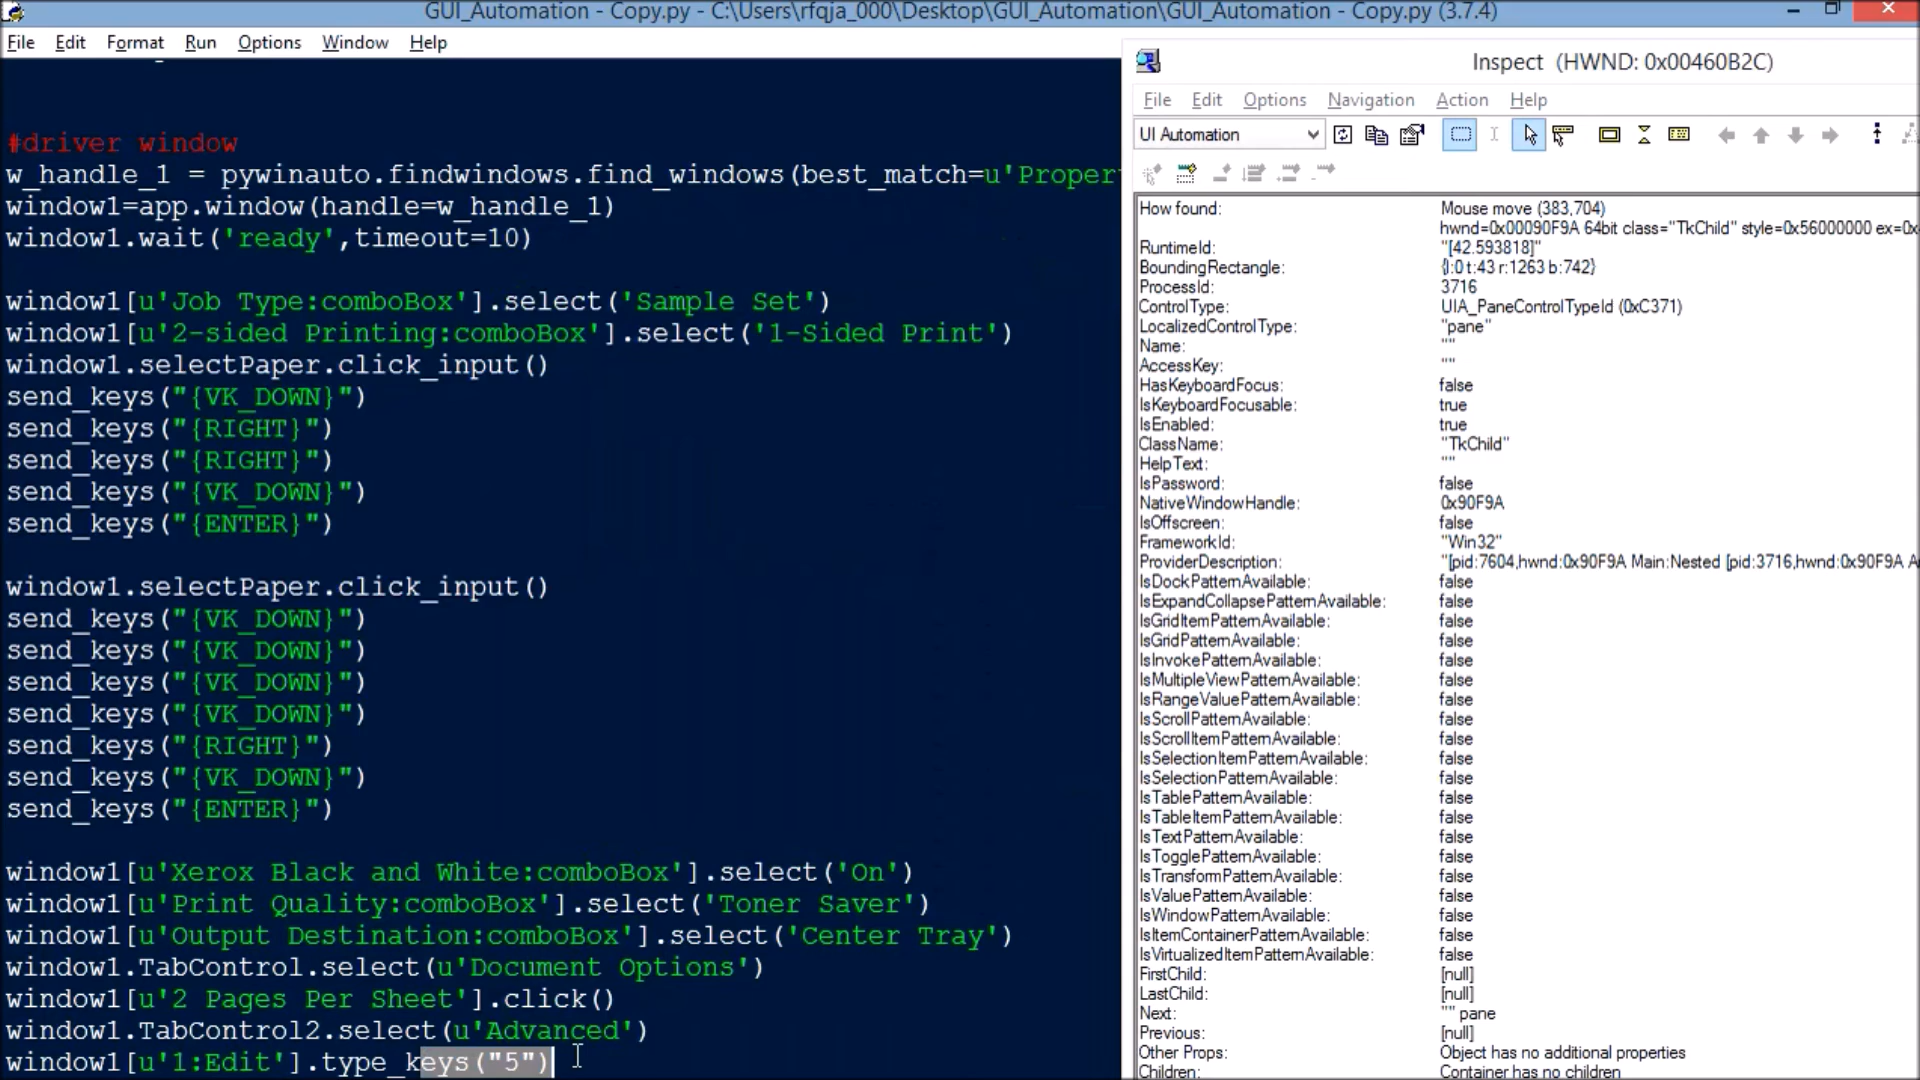 GUI_Automation - Copy.py - C:\Users\rfqja_000\Desktop\GUI_Automation\GUI_Automation - Copy.py (3.7.4)
File Edit Format Run Options Window Help
#driver window
w_handle_1 = pywinauto.findwindows.find_windows(best_match=u'Proper
window1=app.window(handle=w_handle_1)
window1.wait('ready',timeout=10)
window1[u'Job Type:comboBox'].select('Sample Set')
window1[u'2-sided Printing:comboBox'].select('1-Sided Print')
window1.selectPaper.click_input()
send_keys("{VK_DOWN}")
send_keys("{RIGHT}")
send_keys("{RIGHT}")
send_keys("{VK_DOWN}")
send_keys("{ENTER}")
window1.selectPaper.click_input()
send_keys("{VK_DOWN}")
send_keys("{VK_DOWN}")
send_keys("{VK_DOWN}")
send_keys("{VK_DOWN}")
send_keys("{RIGHT}")
send_keys("{VK_DOWN}")
send_keys("{ENTER}")
window1[u'Xerox Black and White:comboBox'].select('On')
window1[u'Print Quality:comboBox'].select('Toner Saver')
window1[u'Output Destination:comboBox'].select('Center Tray')
window1.TabControl.select(u'Document Options')
window1[u'2 Pages Per Sheet'].click()
window1.TabControl2.select(u'Advanced')
window1[u'1:Edit'].type_keys("5")
Inspect (HWND: 0x00460B2C)
File Edit Options Navigation Action Help
UI Automation
How found: Mouse move (383,704)
hwnd=0x00090F9A 64bit class="TkChild" style=0x56000000 ex=0x
RuntimeId: "[42.593818]"
BoundingRectangle: {l:0 t:43 r:1263 b:742}
ProcessId: 3716
ControlType: UIA_PaneControlTypeId (0xC371)
LocalizedControlType: "pane"
Name: ""
AccessKey: ""
HasKeyboardFocus: false
IsKeyboardFocusable: true
IsEnabled: true
ClassName: "TkChild"
HelpText: ""
IsPassword: false
NativeWindowHandle: 0x90F9A
IsOffscreen: false
FrameworkId: "Win32"
ProviderDescription: "[pid:7604,hwnd:0x90F9A Main:Nested [pid:3716,hwnd:0x90F9A A
IsDockPatternAvailable: false
IsExpandCollapsePatternAvailable: false
IsGridItemPatternAvailable: false
IsGridPatternAvailable: false
IsInvokePatternAvailable: false
IsMultipleViewPatternAvailable: false
IsRangeValuePatternAvailable: false
IsScrollPatternAvailable: false
IsScrollItemPatternAvailable: false
IsSelectionItemPatternAvailable: false
IsSelectionPatternAvailable: false
IsTablePatternAvailable: false
IsTableItemPatternAvailable: false
IsTextPatternAvailable: false
IsTogglePatternAvailable: false
IsTransformPatternAvailable: false
IsValuePatternAvailable: false
IsWindowPatternAvailable: false
IsItemContainerPatternAvailable: false
IsVirtualizedItemPatternAvailable: false
FirstChild: [null]
LastChild: [null]
Next: "" pane
Previous: [null]
Other Props: Object has no additional properties
Children: Container has no children